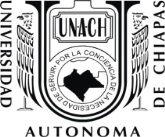 UNIVERSIDAD
UNACH
POR LA CONCIENCIA DE LA NECESIDAD DE SERVIR
DE CHIAPAS
AUTONOMA